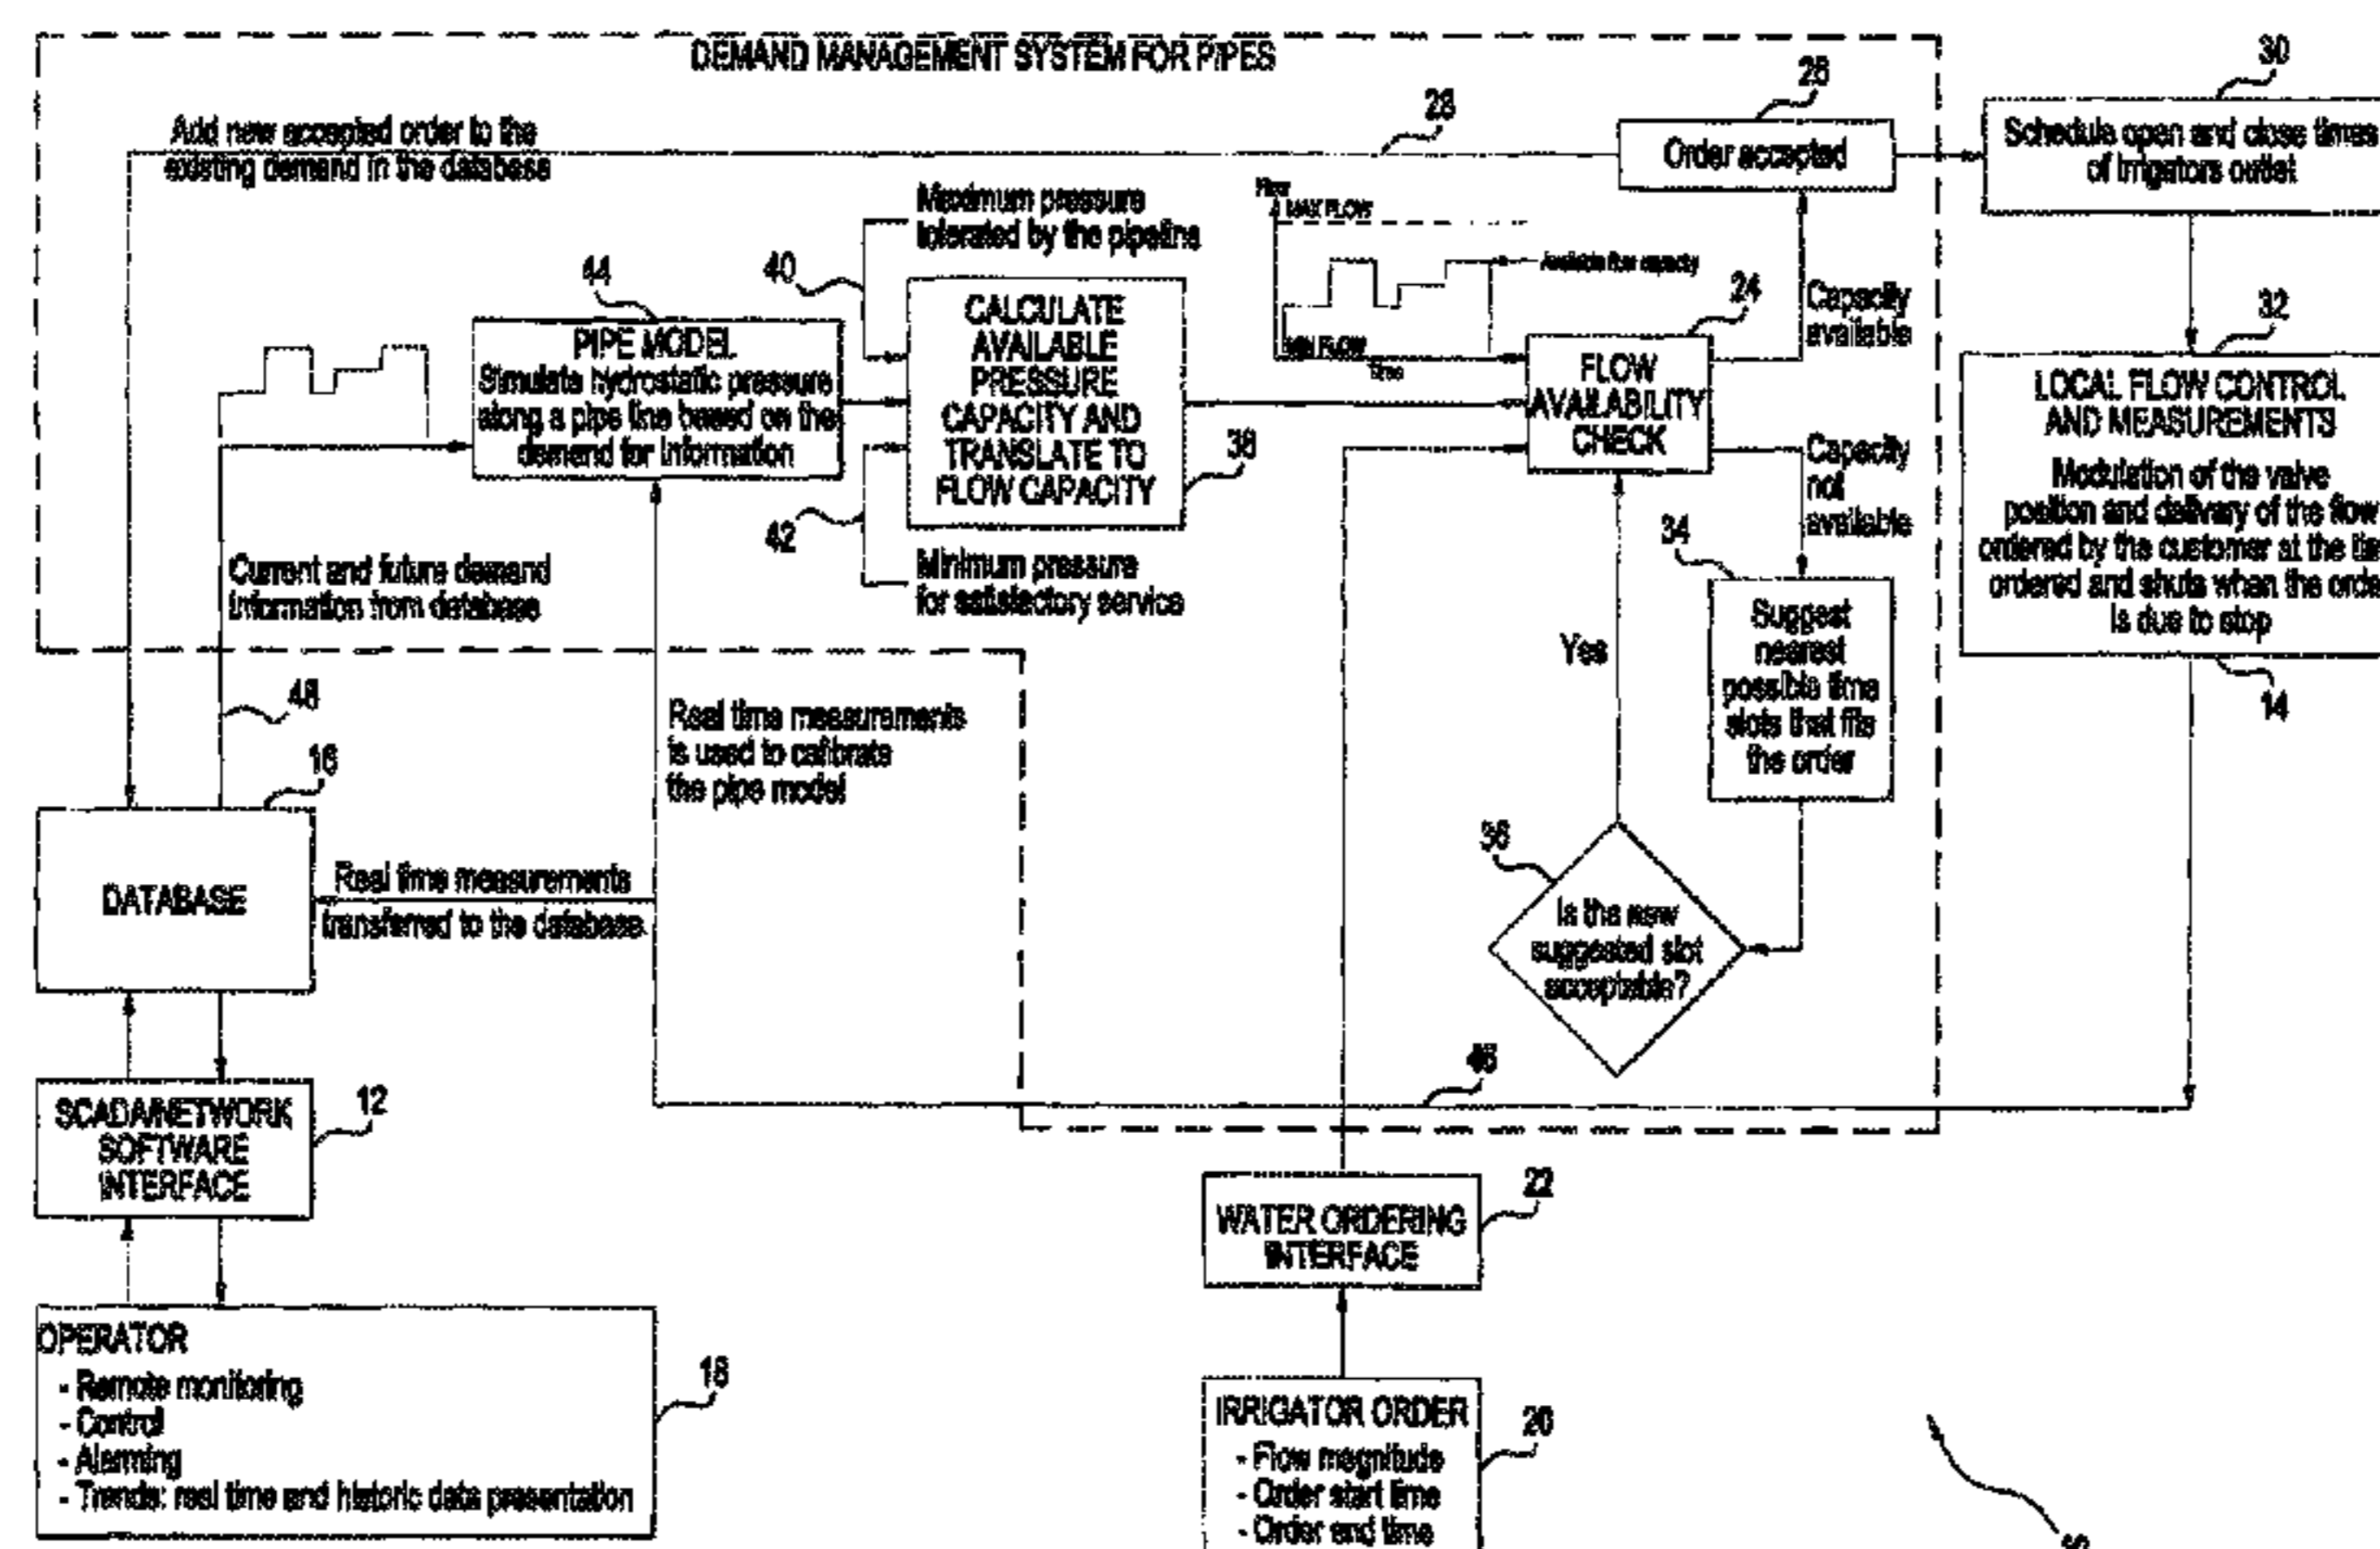 DEMAND MANAGEMENT SYSTEM FOR PIPES
30
28
Add new accepted order to the
existing demand in the database
Order accepted
Schedule open and close times
of irrigators outlet
Maximum pressure
tolerated by the pipeline
Flow
MAX FLOW
Available flow capacity
MIN FLOW
Time
44
40
24
32
PIPE MODEL
Simulate hydrostatic pressure
along a pipe line based on the
demand for information
CALCULATE
AVAILABLE
PRESSURE
CAPACITY AND
TRANSLATE TO
FLOW CAPACITY
38
42
Minimum pressure
for satisfactory service
FLOW
AVAILABILITY
CHECK
Capacity
available
Capacity
not
available
LOCAL FLOW CONTROL
AND MEASUREMENTS
Modulation of the valve
position and delivery of the flow
ordered by the customer at the
ordered and shuts when the
is due to stop
14
Current and future demand
information from database
48
34
Suggest
nearest
possible time
slots that fits
the order
Yes
Real time measurements
is used to calibrate
the pipe model
16
DATABASE
Real time measurements
transferred to the database
36
Is the new
suggested slot
acceptable?
46
SCADA/NETWORK
SOFTWARE
INTERFACE
12
WATER ORDERING
INTERFACE
22
OPERATOR
- Remote monitoring
- Control
- Alarming
- Trends: real time and historic data presentation
18
IRRIGATOR ORDER
- Flow magnitude
- Order start time
- Order end time
20